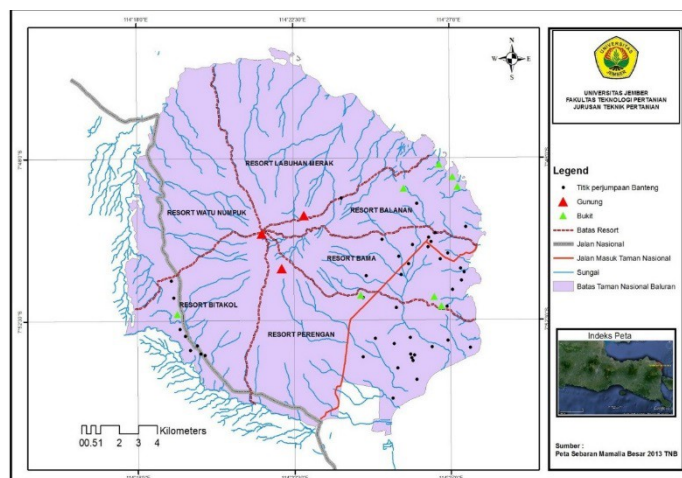 N
W E
S
RESORT LABUHAN MERAK
RESORT WATU NUMPUK
RESORT BALANAN
RESORT BAMA
RESORT BITAKOL
RESORT PERENGAN
00.51 2 3 4 Kilometers
UNIVERSITAS JEMBER
UNIVERSITAS JEMBER
FAKULTAS TEKNOLOGI PERTANIAN
JURUSAN TEKNIK PERTANIAN
Legend
Titik perjumpaan Banteng
Gunung
Bukit
Batas Resort
Jalan Nasional
Jalan Masuk Taman Nasional
Sungai
Batas Taman Nasional Baluran
Indeks Peta
Sumber :
Peta Sebaran Mamalia Besar 2013 TNB